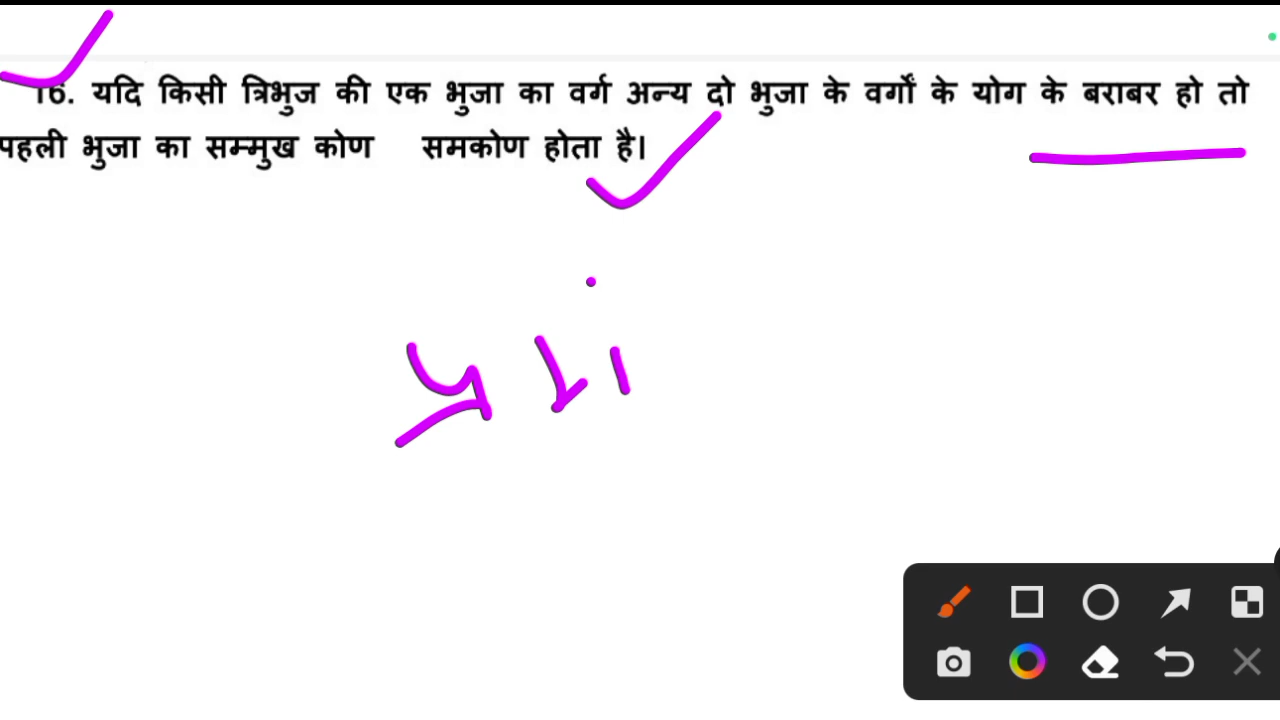 16. यदि किसी त्रिभुज की एक भुजा का वर्ग अन्य दो भुजा के वर्गों के योग के बराबर हो तो
पहली भुजा का सम्मुख कोण समकोण होता है।